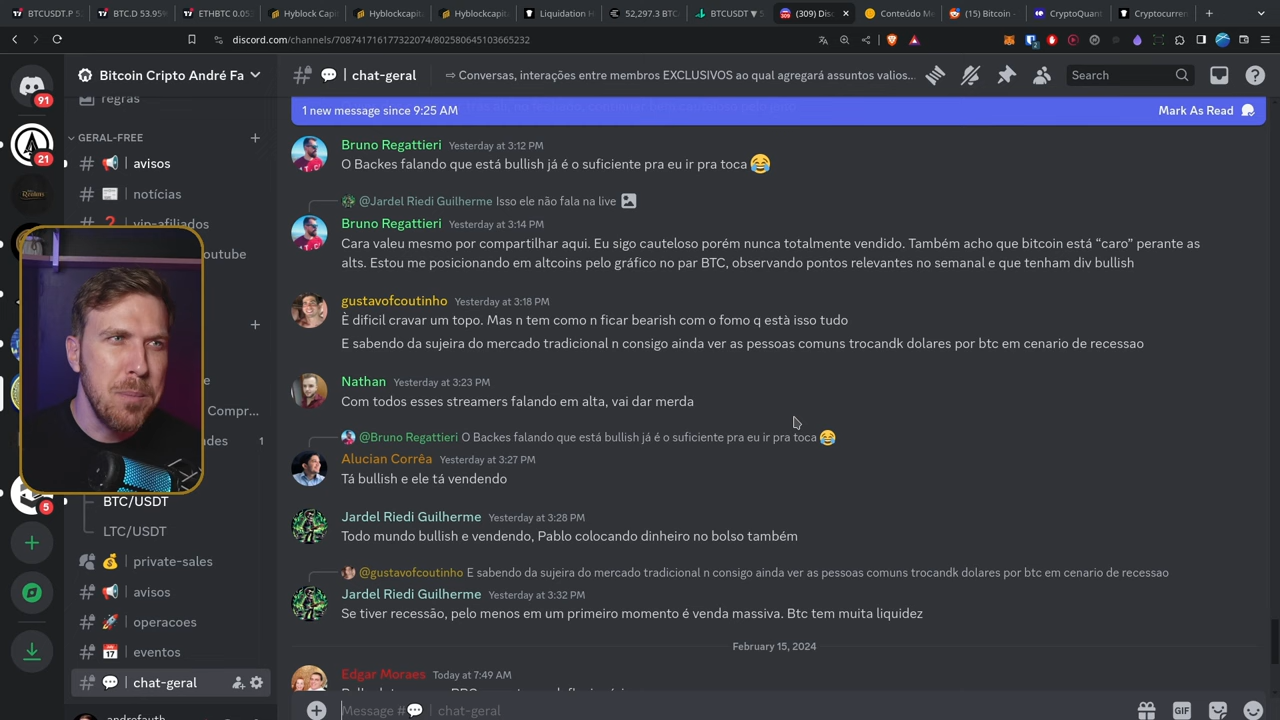 BTCUSDT.P 5
BTC.D 53.95%
ETHBTC 0.05
Hyblock Capi
Hyblockcapit
Hyblockcapit
Liquidation H
52,297.3 BTC
BTCUSDT ▼ 5
(309) Disc
Conteúdo Me
(15) Bitcoin -
CryptoQuant
Cryptocurren
discord.com/channels/708741716177322074/802580645103665232
91
21
5
Bitcoin Cripto André Fa
regras
GERAL-FREE
avisos
notícias
vip-afiliados
outube
Compr...
des 1
BTC/USDT
LTC/USDT
private-sales
avisos
operacoes
eventos
chat-geral
chat-geral
⇨ Conversas, interações entre membros EXCLUSIVOS ao qual agregará assuntos valios...
Search
1 new message since 9:25 AM
Mark As Read
Bruno Regattieri Yesterday at 3:12 PM
O Backes falando que está bullish já é o suficiente pra eu ir pra toca 😂
@Jardel Riedi Guilherme Isso ele não fala na live
Bruno Regattieri Yesterday at 3:14 PM
Cara valeu mesmo por compartilhar aqui. Eu sigo cauteloso porém nunca totalmente vendido. Também acho que bitcoin está “caro” perante as
alts. Estou me posicionando em altcoins pelo gráfico no par BTC, observando pontos relevantes no semanal e que tenham div bullish
gustavofcoutinho Yesterday at 3:18 PM
È dificil cravar um topo. Mas n tem como n ficar bearish com o fomo q està isso tudo
E sabendo da sujeira do mercado tradicional n consigo ainda ver as pessoas comuns trocandk dolares por btc em cenario de recessao
Nathan Yesterday at 3:23 PM
Com todos esses streamers falando em alta, vai dar merda
@Bruno Regattieri O Backes falando que está bullish já é o suficiente pra eu ir pra toca 😂
Alucian Corrêa Yesterday at 3:27 PM
Tá bullish e ele tá vendendo
Jardel Riedi Guilherme Yesterday at 3:28 PM
Todo mundo bullish e vendendo, Pablo colocando dinheiro no bolso também
@gustavofcoutinho E sabendo da sujeira do mercado tradicional n consigo ainda ver as pessoas comuns trocandk dolares por btc em cenario de recessao
Jardel Riedi Guilherme Yesterday at 3:32 PM
Se tiver recessão, pelo menos em um primeiro momento é venda massiva. Btc tem muita liquidez
February 15, 2024
Edgar Moraes Today at 7:49 AM
Message #💬 | chat-geral
GIF